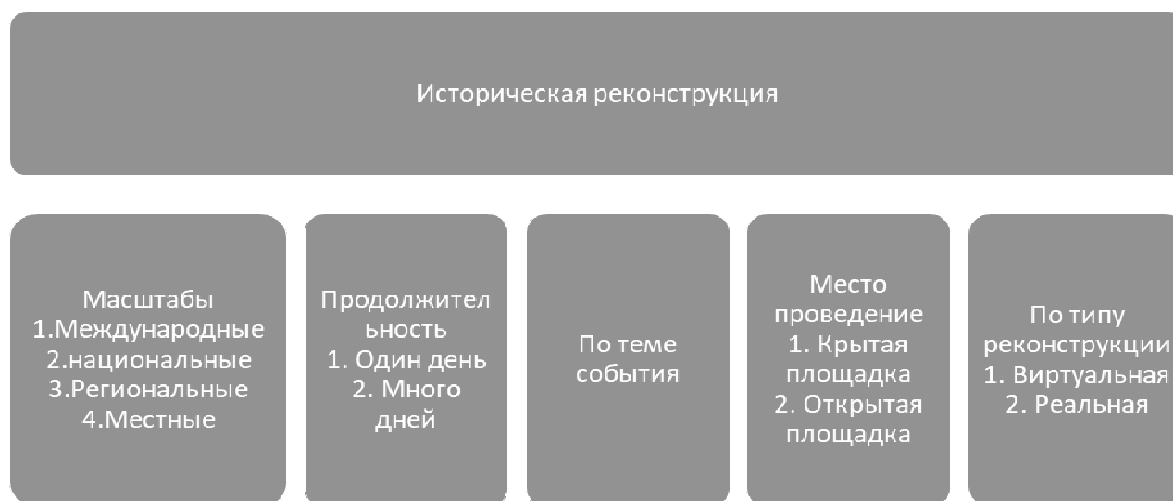 Историческая реконструкция
Масштабы
1.Международные
2.национальные
3.Региональные
4.Местные
Продолжител
ьность
1. Один день
2. Много
дней
По теме
события
Место
проведение
1. Крытая
площадка
2. Открытая
площадка
По типу
реконструкции
1. Виртуальная
2. Реальная